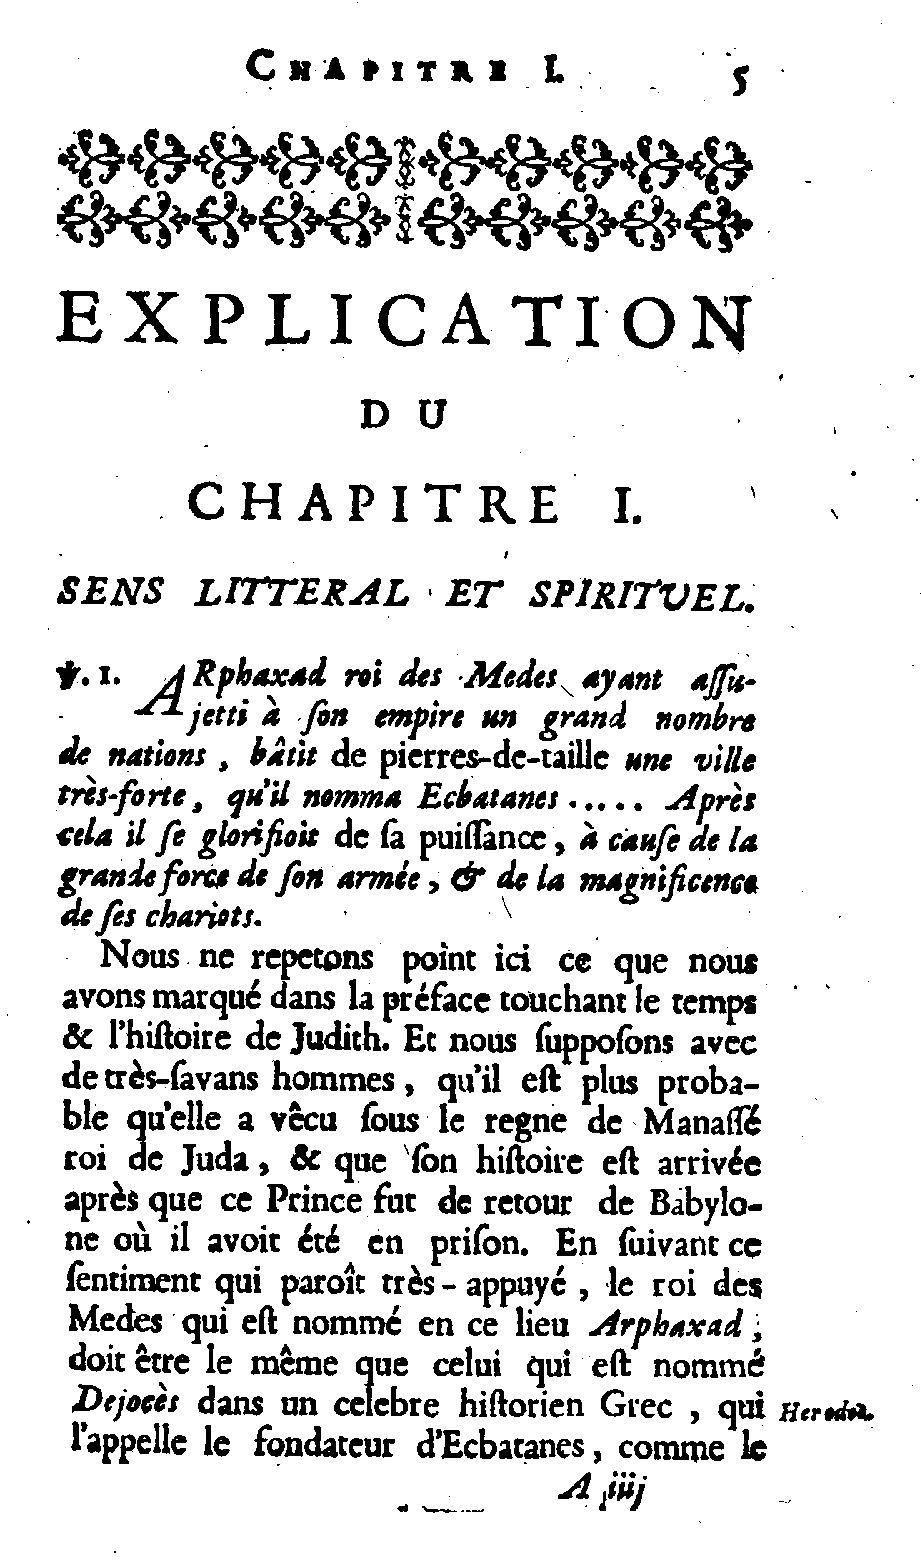 CHAPITRE I. 5
EXPLICATION
DU
CHAPITRE I.
SENS LITTERAL ET SPIRITUEL.
℣. 1. ARphaxad roi des Medes ayant aſſu-
jetti à ſon empire un grand nombre
de nations, bâtit de pierres-de-taille une ville
très-forte, qu'il nomma Ecbatanes ..... Après
cela il ſe glorifioit de ſa puiſſance, à cauſe de la
grande force de ſon armée, & de la magnificence
de ſes chariots.
Nous ne repetons point ici ce que nous
avons marqué dans la préface touchant le temps
& l'hiſtoire de Judith. Et nous ſuppoſons avec
de très-ſavans hommes, qu'il eſt plus proba-
ble qu'elle a vêcu ſous le regne de Manaſſé
roi de Juda, & que ſon hiſtoire eſt arrivée
après que ce Prince fut de retour de Babylo-
ne où il avoit été en priſon. En ſuivant ce
ſentiment qui paroît très-appuyé, le roi des
Medes qui eſt nommé en ce lieu Arphaxad,
doit être le même que celui qui eſt nommé
Dejocès dans un celebre hiſtorien Grec, qui Herodot.
l'appelle le fondateur d'Ecbatanes, comme le
A iiij